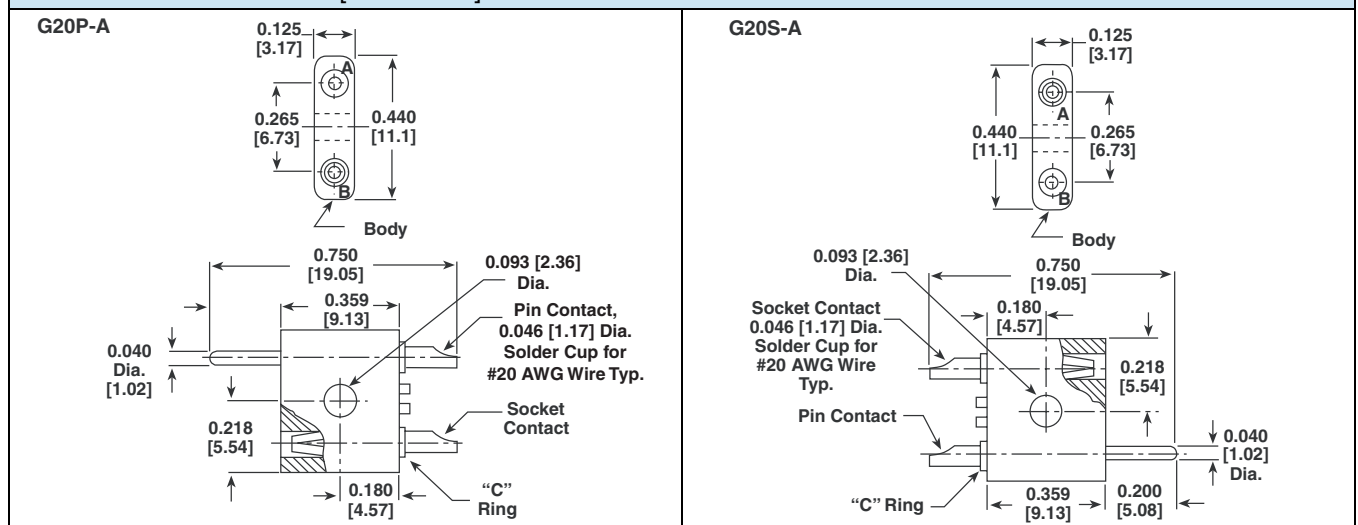 G20P-A
0.125
[3.17]
A
0.265
[6.73]
0.440
[11.1]
B
Body
0.750
[19.05]
0.093 [2.36]
Dia.
0.359
[9.13]
Pin Contact,
0.046 [1.17] Dia.
Solder Cup for
#20 AWG Wire Typ.
0.040
Dia.
[1.02]
Socket
Contact
0.218
[5.54]
0.180
[4.57]
“C”
Ring
G20S-A
0.125
[3.17]
A
0.440
[11.1]
0.265
[6.73]
B
Body
0.093 [2.36]
Dia.
0.750
[19.05]
Socket Contact
0.046 [1.17] Dia.
Solder Cup for
#20 AWG Wire
Typ.
0.180
[4.57]
0.218
[5.54]
Pin Contact
0.040
[1.02]
Dia.
“C” Ring
0.359
[9.13]
0.200
[5.08]